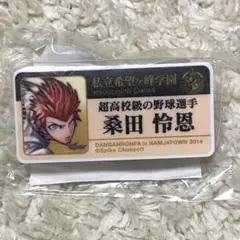 私立希望ヶ峰学園
超高校級の野球選手
桑田 怜恩
DANGANRONPA in NAMJATOWN 2014
©Spike Chunsoft